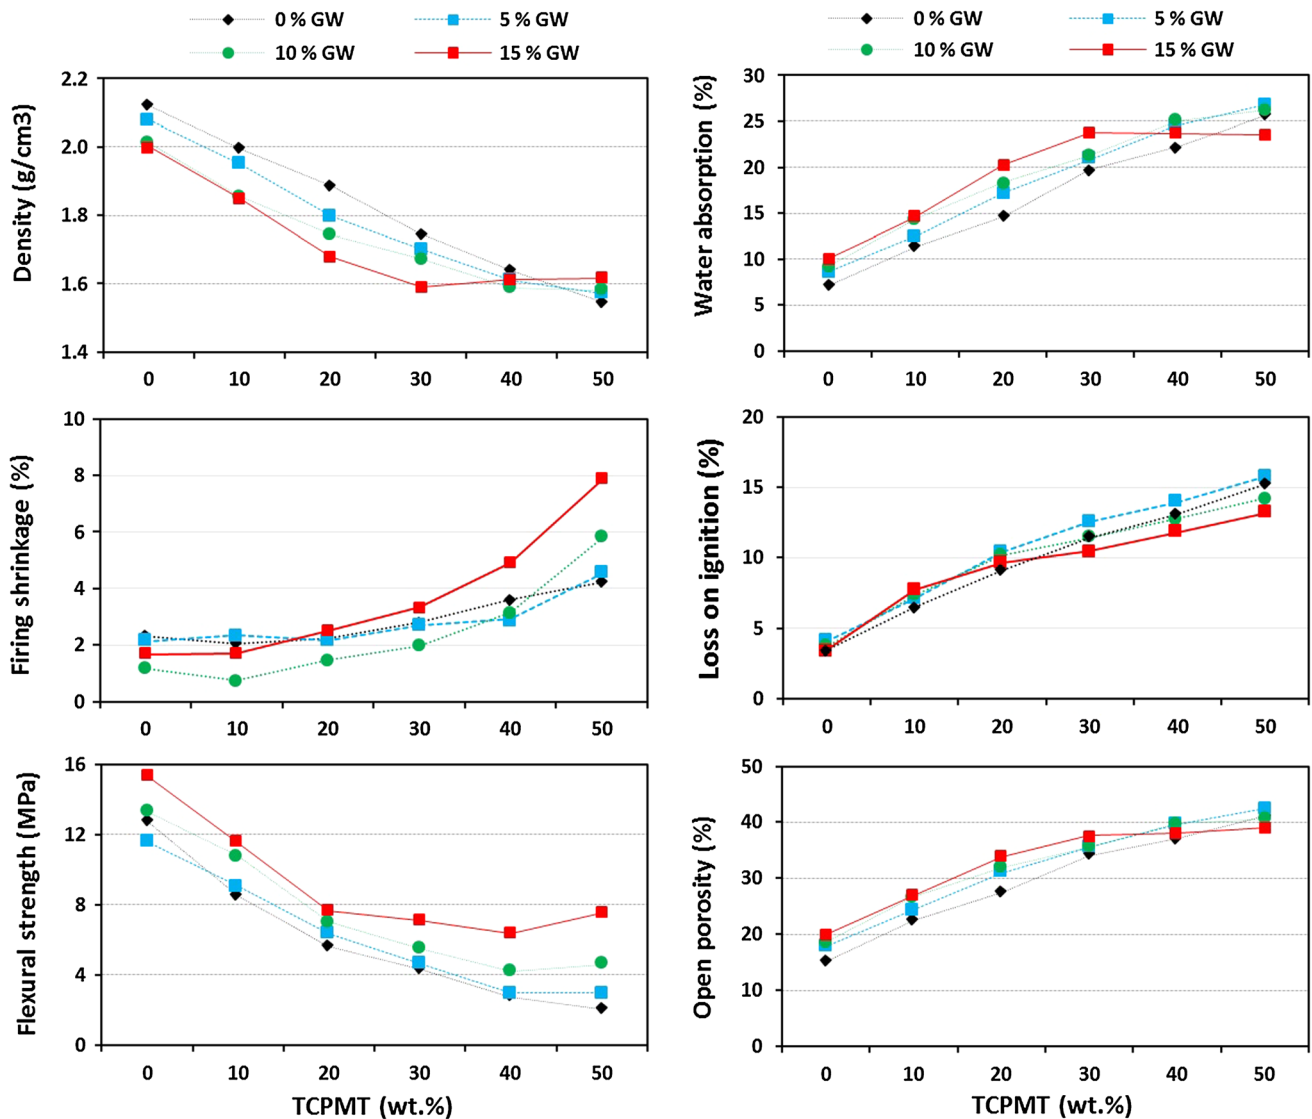 0 % GW
5 % GW
10 % GW
15 % GW
Density (g/cm3)
2.2
2.0
1.8
1.6
1.4
0 10 20 30 40 50
0 % GW
5 % GW
10 % GW
15 % GW
Water absorption (%)
30
25
20
15
10
5
0
0 10 20 30 40 50
Firing shrinkage (%)
10
8
6
4
2
0
0 10 20 30 40 50
Loss on ignition (%)
20
15
10
5
0
0 10 20 30 40 50
Flexural strength (MPa)
16
12
8
4
0
0 10 20 30 40 50
TCPMT (wt.%)
Open porosity (%)
50
40
30
20
10
0
0 10 20 30 40 50
TCPMT (wt.%)